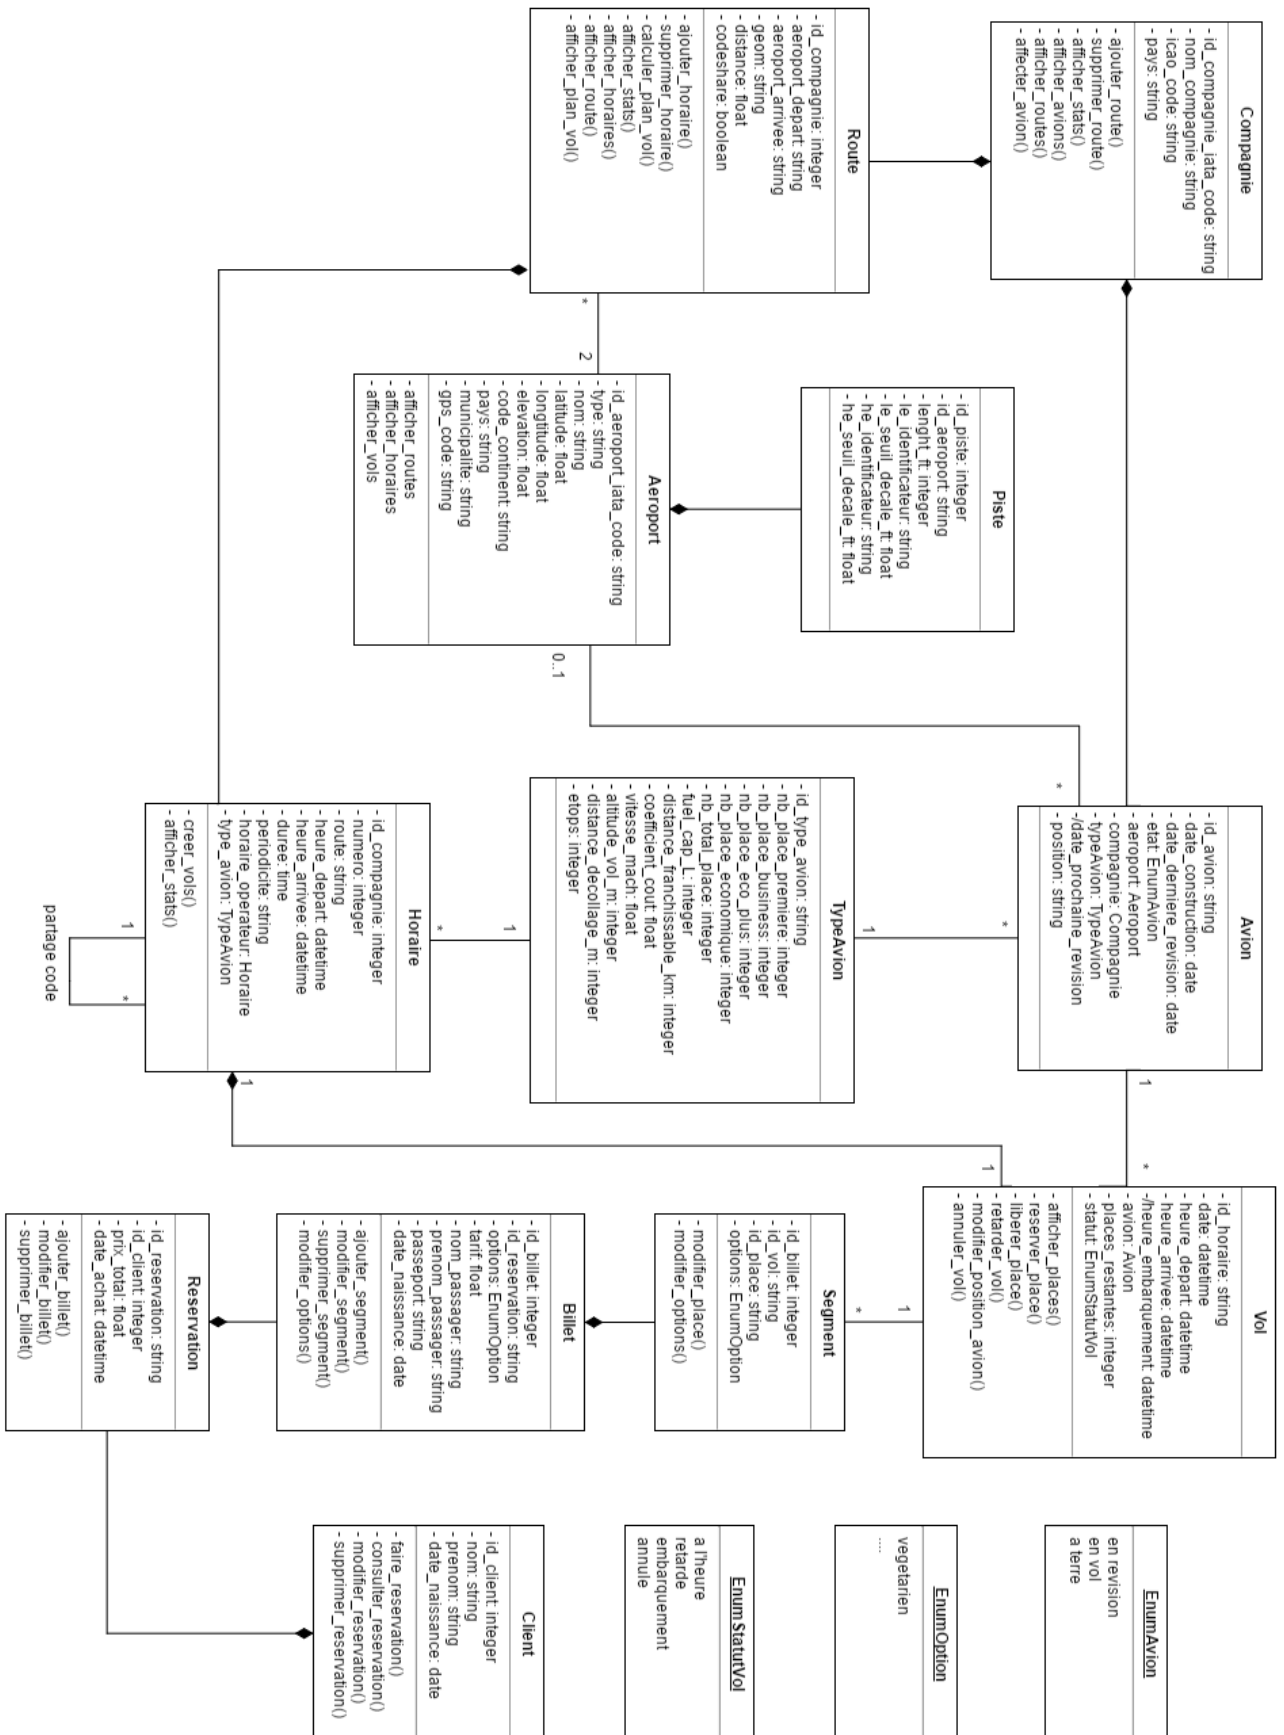 Compagnie
- id_compagnie_iata_code: string
- nom_compagnie: string
- icao_code: string
- pays: string
- ajouter_route()
- supprimer_route()
- afficher_stats()
- afficher_avions()
- afficher_routes()
- affecter_avion()
Avion
- id_avion: string
- date_construction: date
- date_derniere_revision: date
- etat: EnumAvion
- aeroport: Aeroport
- compagnie: Compagnie
- typeAvion: TypeAvion
-/date_prochaine_revision
- position: string
1
*
*
*
Vol
- id_horaire: string
- date: datetime
- heure_depart: datetime
- heure_arrivee: datetime
-/heure_embarquement: datetime
- avion: Avion
- places_restantes: integer
- statut: EnumStatutVol
- afficher_places()
- reserver_place()
- liberer_place()
- retarder_vol()
- modifier_position_avion()
- annuler_vol()
1
1
*
EnumAvion
en revision
en vol
a terre
Route
- id_compagnie: integer
- aeroport_depart: string
- aeroport_arrivee: string
- geom: string
- distance: float
- codeshare: boolean
- ajouter_horaire()
- supprimer_horaire()
- calculer_plan_vol()
- afficher_stats()
- afficher_horaires()
- afficher_route()
- afficher_plan_vol()
*
2
Piste
- id_piste: integer
- id_aeroport: string
- lenght_ft: integer
- le_identificateur: string
- le_seuil_decale_ft: float
- he_identificateur: string
- he_seuil_decale_ft: float
Aeroport
- id_aeroport_iata_code: string
- type: string
- nom: string
- latitude: float
- longtitude: float
- elevation: float
- code_continent: string
- pays: string
- municipalite: string
- gps_code: string
- afficher_routes
- afficher_horaires
- afficher_vols
0..1
1
TypeAvion
- id_type_avion: string
- nb_place_premiere: integer
- nb_place_business: integer
- nb_place_eco_plus: integer
- nb_place_economique: integer
- nb_total_place: integer
- fuel_cap_L: integer
- distance_franchissable_km: integer
- coefficient_cout: float
- vitesse_mach: float
- altitude_vol_m: integer
- distance_decollage_m: integer
- etops: integer
1
*
Segment
- id_billet: integer
- id_vol: string
- id_place: string
- options: EnumOption
- modifier_place()
- modifier_options()
EnumOption
vegetarien
....
EnumStatutVol
a l'heure
retarde
embarquement
annule
Horaire
- id_compagnie: integer
- numero: integer
- route: string
- heure_depart: datetime
- heure_arrivee: datetime
- duree: time
- periodicite: string
- horaire_operateur: Horaire
- type_avion: TypeAvion
- creer_vols()
- afficher_stats()
1
1
*
partage code
Billet
- id_billet: integer
- id_reservation: string
- options: EnumOption
- tarif: float
- nom_passager: string
- prenom_passager: string
- passeport: string
- date_naissance: date
- ajouter_segment()
- modifier_segment()
- supprimer_segment()
- modifier_options()
Reservation
- id_reservation: string
- id_client: integer
- prix_total: float
- date_achat: datetime
- ajouter_billet()
- modifier_billet()
- supprimer_billet()
Client
- id_client: integer
- nom: string
- prenom: string
- date_naissance: date
- faire_reservation()
- consulter_reservation()
- modifier_reservation()
- supprimer_reservation()